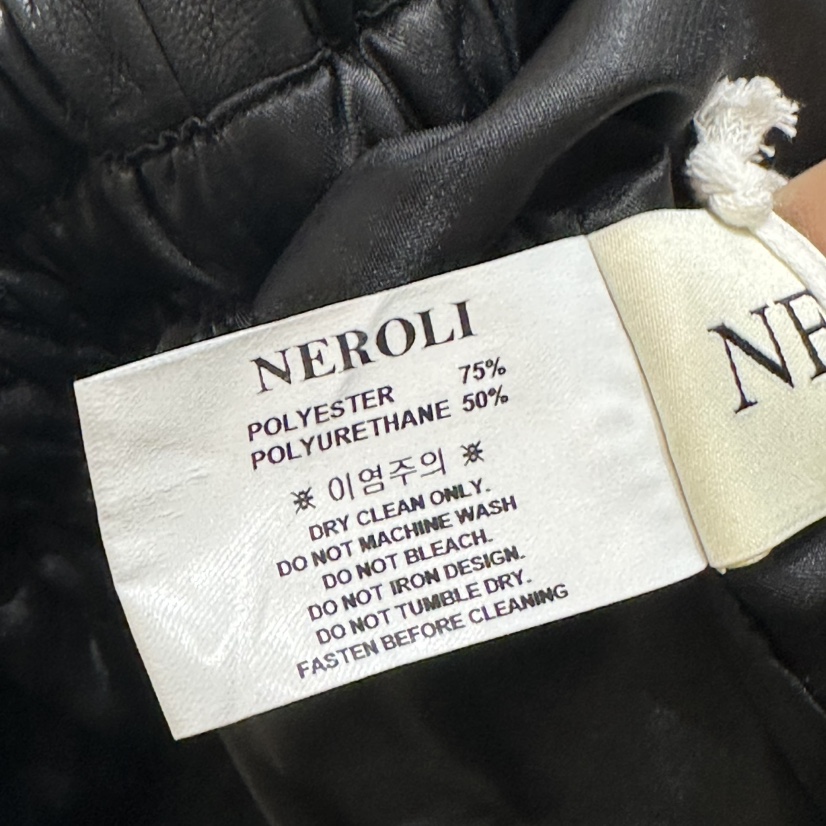 NEROLI
POLYESTER 75%
POLYURETHANE 50%
※ 이염주의 ※
DRY CLEAN ONLY.
DO NOT MACHINE WASH
DO NOT BLEACH.
DO NOT IRON DESIGN.
DO NOT TUMBLE DRY.
FASTEN BEFORE CLEANING
NE